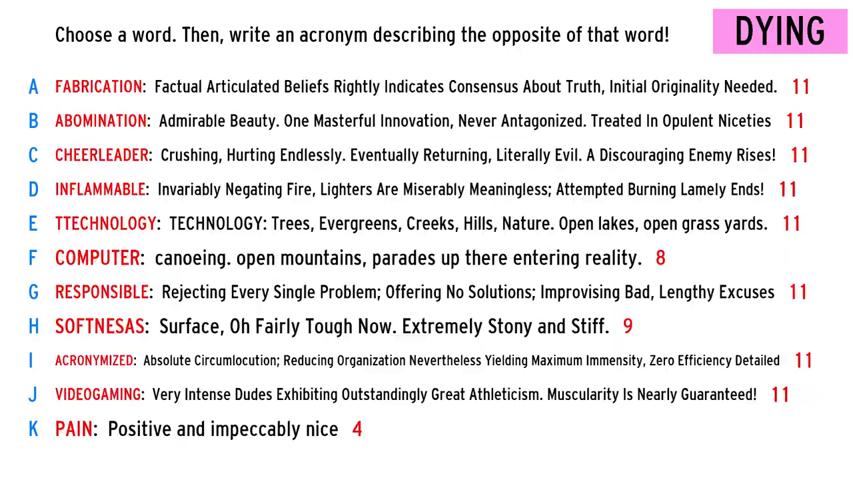 Choose a word. Then, write an acronym describing the opposite of that word!
DYING
A FABRICATION: Factual Articulated Beliefs Rightly Indicates Consensus About Truth, Initial Originality Needed. 11
B ABOMINATION: Admirable Beauty. One Masterful Innovation, Never Antagonized. Treated In Opulent Niceties 11
C CHEERLEADER: Crushing, Hurting Endlessly. Eventually Returning, Literally Evil. A Discouraging Enemy Rises! 11
D INFLAMMABLE: Invariably Negating Fire, Lighters Are Miserably Meaningless; Attempted Burning Lamely Ends! 11
E TTECHNOLOGY: TECHNOLOGY: Trees, Evergreens, Creeks, Hills, Nature. Open lakes, open grass yards. 11
F COMPUTER: canoeing. open mountains, parades up there entering reality. 8
G RESPONSIBLE: Rejecting Every Single Problem; Offering No Solutions; Improvising Bad, Lengthy Excuses 11
H SOFTNESAS: Surface, Oh Fairly Tough Now. Extremely Stony and Stiff. 9
I ACRONYMIZED: Absolute Circumlocution; Reducing Organization Nevertheless Yielding Maximum Immensity, Zero Efficiency Detailed 11
J VIDEOGAMING: Very Intense Dudes Exhibiting Outstandingly Great Athleticism. Muscularity Is Nearly Guaranteed! 11
K PAIN: Positive and impeccably nice 4